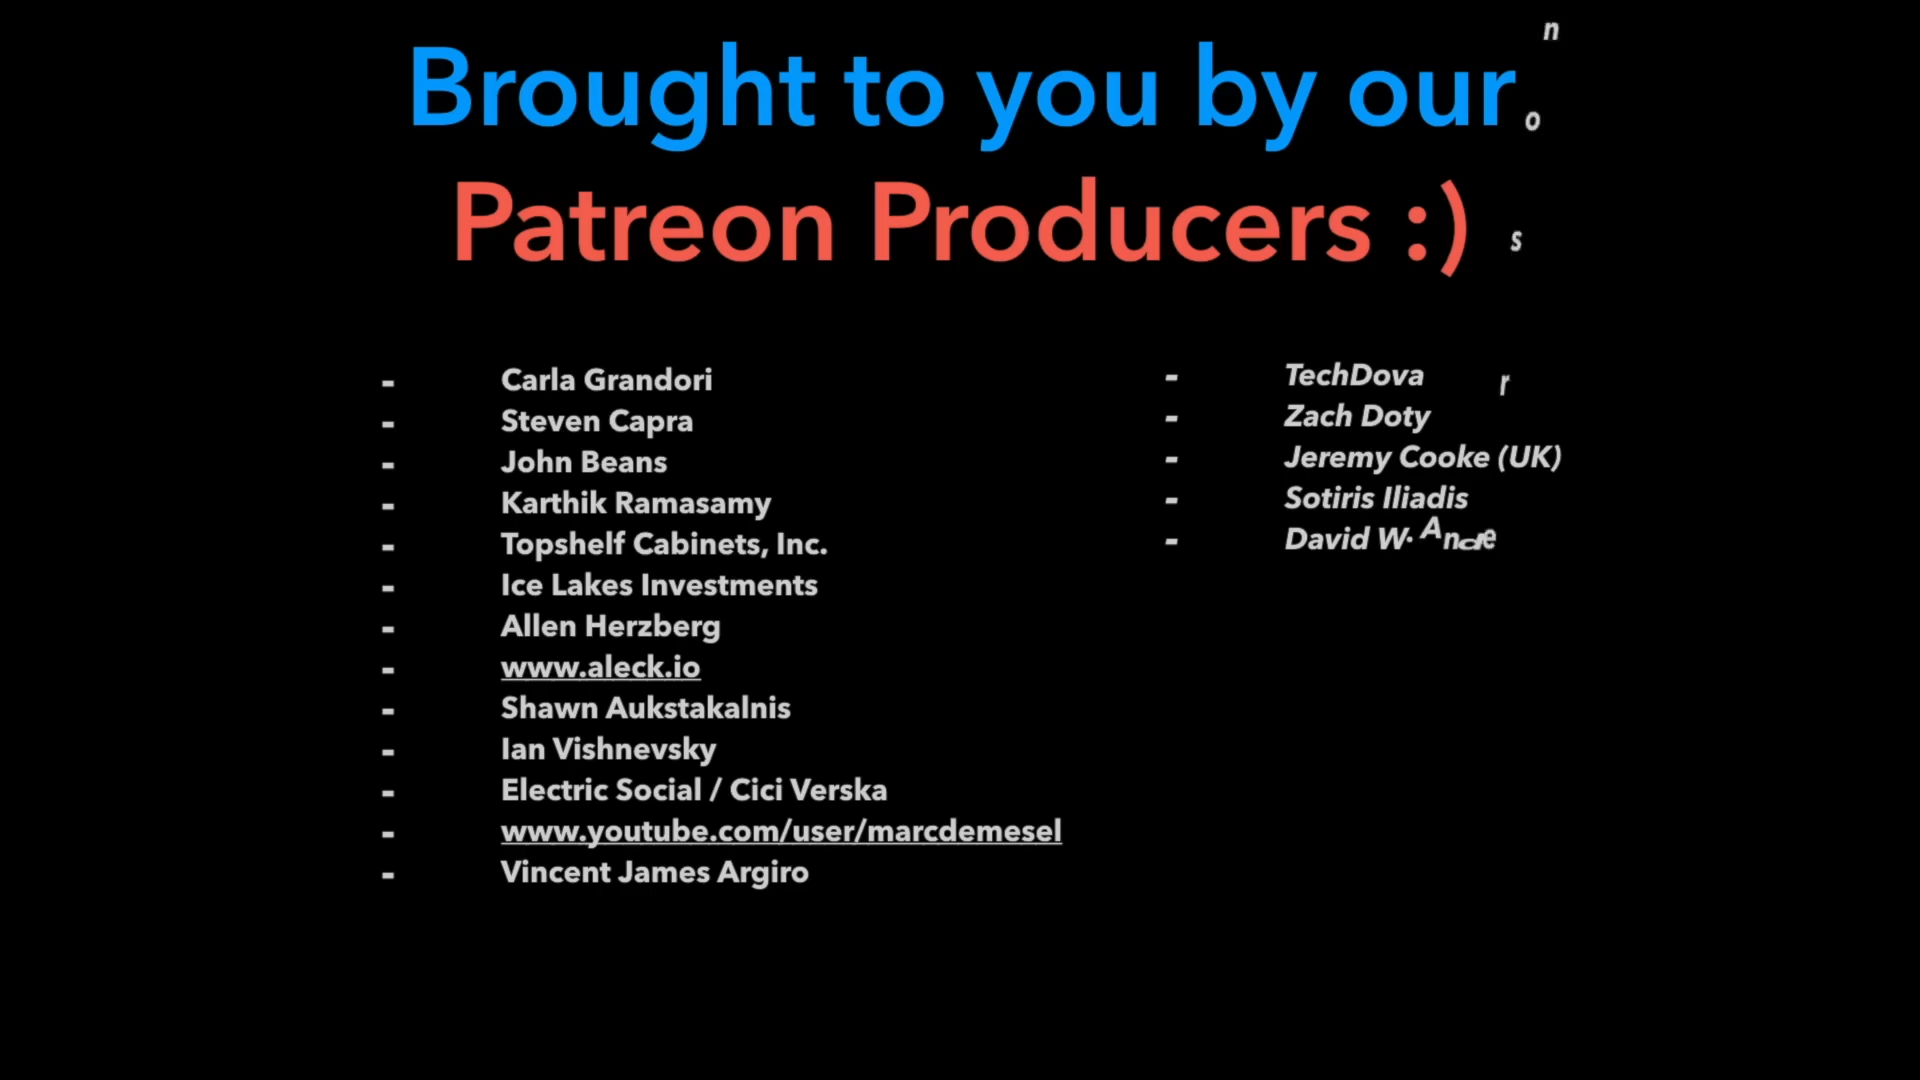 Brought to you by our
Patreon Producers :)
- Carla Grandori
- Steven Capra
- John Beans
- Karthik Ramasamy
- Topshelf Cabinets, Inc.
- Ice Lakes Investments
- Allen Herzberg
- www.aleck.io
- Shawn Aukstakalnis
- Ian Vishnevsky
- Electric Social / Cici Verska
- www.youtube.com/user/marcdemesel
- Vincent James Argiro
- TechDova
- Zach Doty
- Jeremy Cooke (UK)
- Sotiris Iliadis
- David W. Anderson